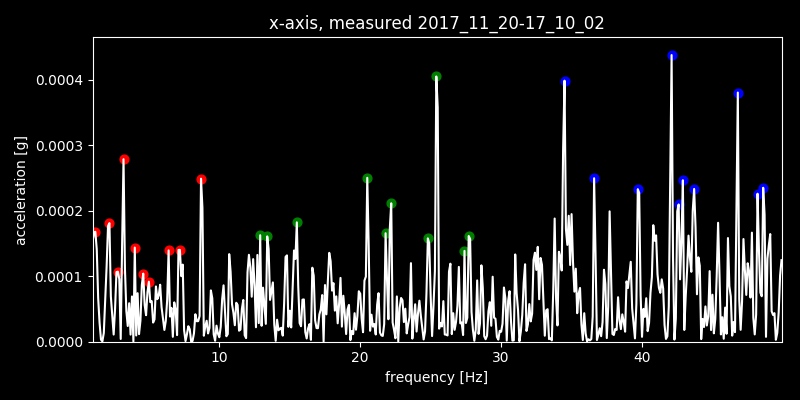 x-axis, measured 2017_11_20-17_10_02
acceleration [g]
0.0004
0.0003
0.0002
0.0001
0.0000
10 20 30 40
frequency [Hz]